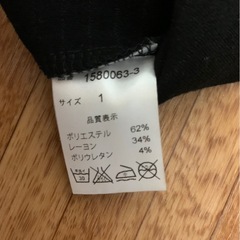 1580063-3
サイズ 1
品質表示
ポリエステル 62%
レーヨン 34%
ポリウレタン 4%